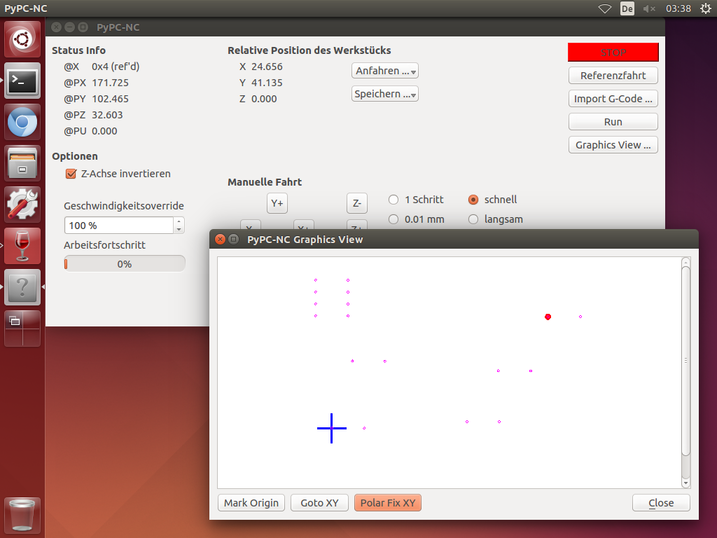 PyPC-NC
De
03:38
PyPC-NC
Status Info
@X 0x4 (ref'd)
@PX 171.725
@PY 102.465
@PZ 32.603
@PU 0.000
Optionen
Z-Achse invertieren
Geschwindigkeitsoverride
100 %
Arbeitsfortschritt
0%
Relative Position des Werkstücks
X 24.656
Y 41.135
Z 0.000
Anfahren ...
Speichern ...
STOP
Referenzfahrt
Import G-Code ...
Run
Graphics View ...
Manuelle Fahrt
Y+
Z-
1 Schritt
schnell
0.01 mm
langsam
PyPC-NC Graphics View
Mark Origin
Goto XY
Polar Fix XY
Close